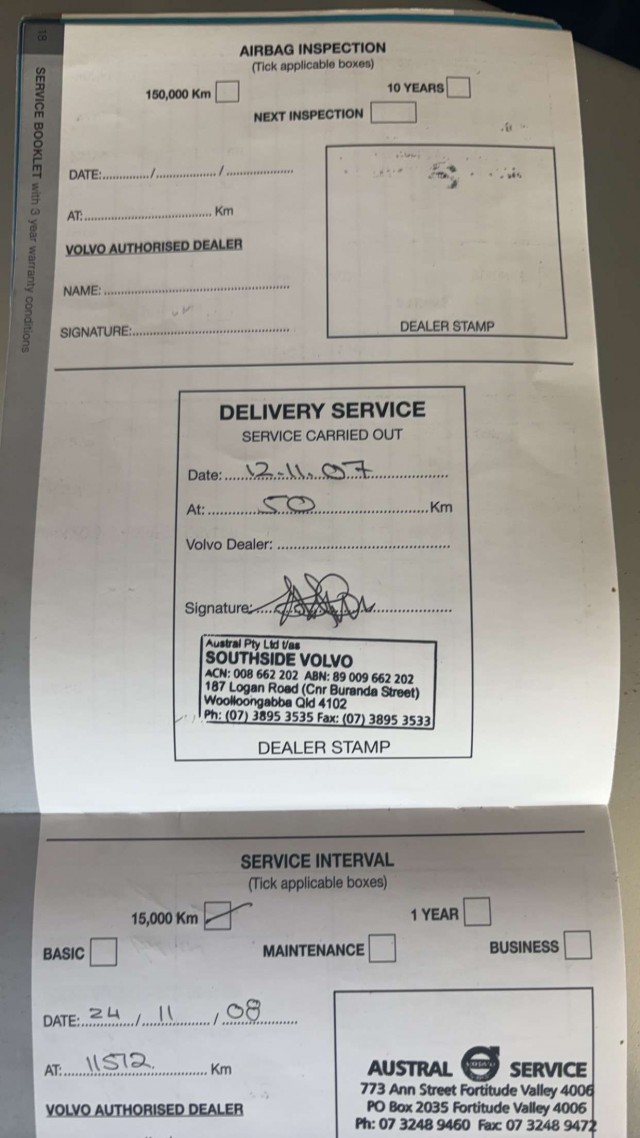 18
SERVICE BOOKLET with 3 year warranty conditions
AIRBAG INSPECTION
(Tick applicable boxes)
150,000 Km
10 YEARS
NEXT INSPECTION
DATE:............/................/..................
AT:.................................... Km
VOLVO AUTHORISED DEALER
NAME:....................................................
SIGNATURE:............................................
DEALER STAMP
DELIVERY SERVICE
SERVICE CARRIED OUT
Date: 12-11.07
At: 50 Km
Volvo Dealer: .............................................
Signature:
Austral Pty Ltd t/as
SOUTHSIDE VOLVO
ACN: 008 662 202 ABN: 89 009 662 202
187 Logan Road (Cnr Buranda Street)
Woolloongabba Qld 4102
Ph: (07) 3895 3535 Fax: (07) 3895 3533
DEALER STAMP
SERVICE INTERVAL
(Tick applicable boxes)
15,000 Km
1 YEAR
BASIC
MAINTENANCE
BUSINESS
DATE: 24 / 11 / 08
AT: 11512 Km
VOLVO AUTHORISED DEALER
AUSTRAL VOLVO SERVICE
773 Ann Street Fortitude Valley 4006
PO Box 2035 Fortitude Valley 4006
Ph: 07 3248 9460 Fax: 07 3248 9472